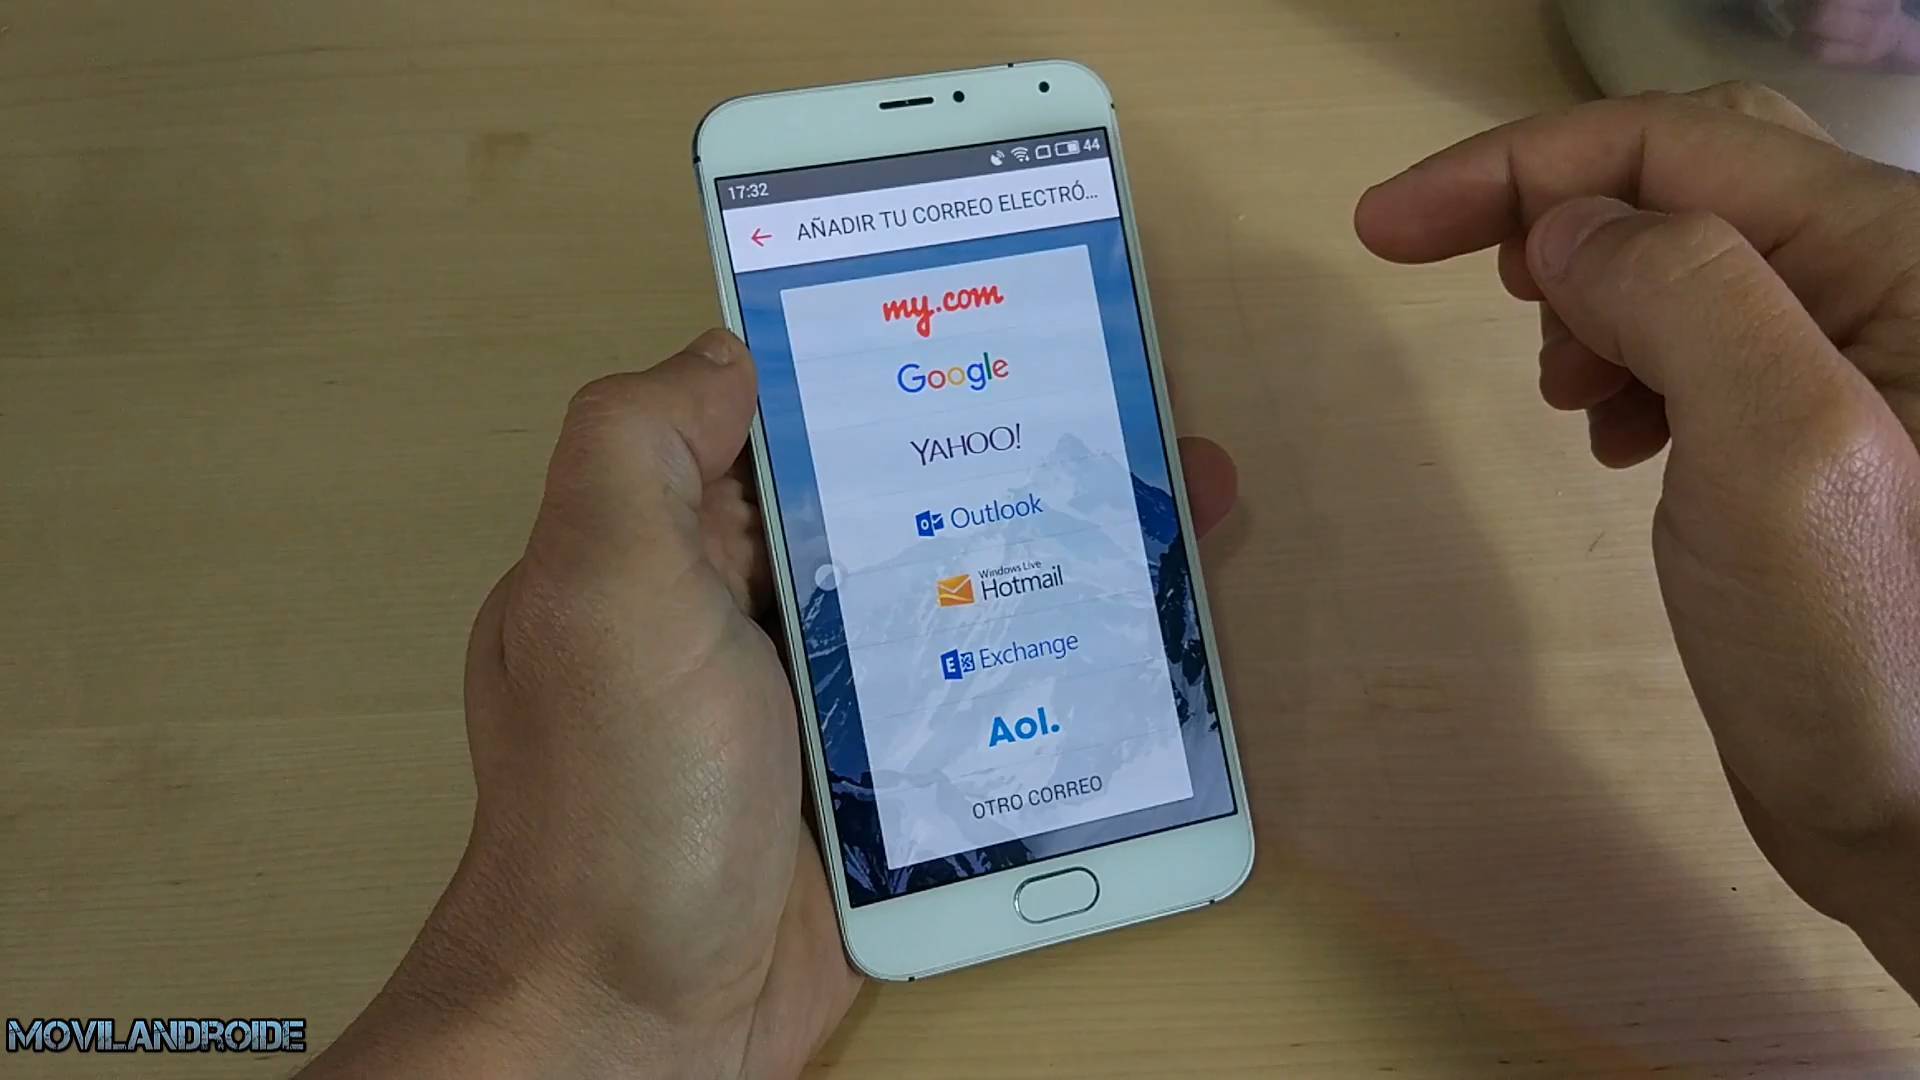 17:32
44
AÑADIR TU CORREO ELECTRÓ...
my.com
Google
YAHOO!
Outlook
Windows Live
Hotmail
Exchange
Aol.
OTRO CORREO
MOVILANDROIDE